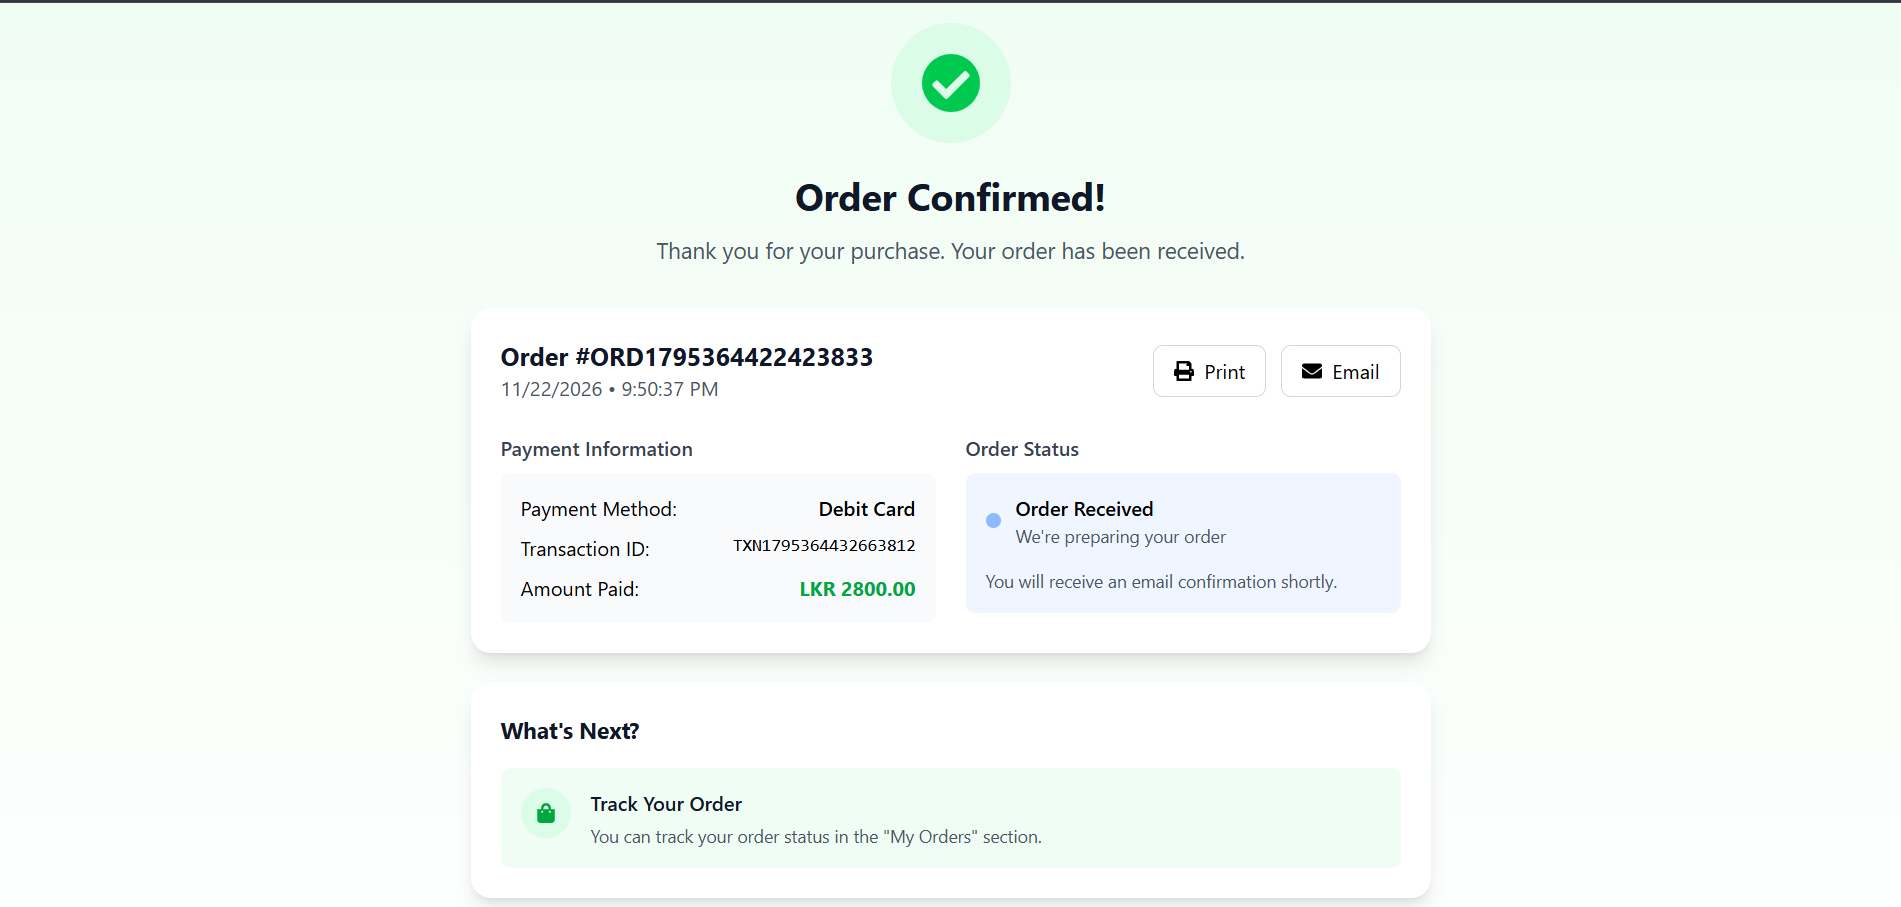 Order Confirmed!
Thank you for your purchase. Your order has been received.
Order #ORD1795364422423833
11/22/2026 • 9:50:37 PM
Print
Email
Payment Information
Payment Method: Debit Card
Transaction ID: TXN1795364432663812
Amount Paid: LKR 2800.00
Order Status
Order Received
We're preparing your order
You will receive an email confirmation shortly.
What's Next?
Track Your Order
You can track your order status in the "My Orders" section.